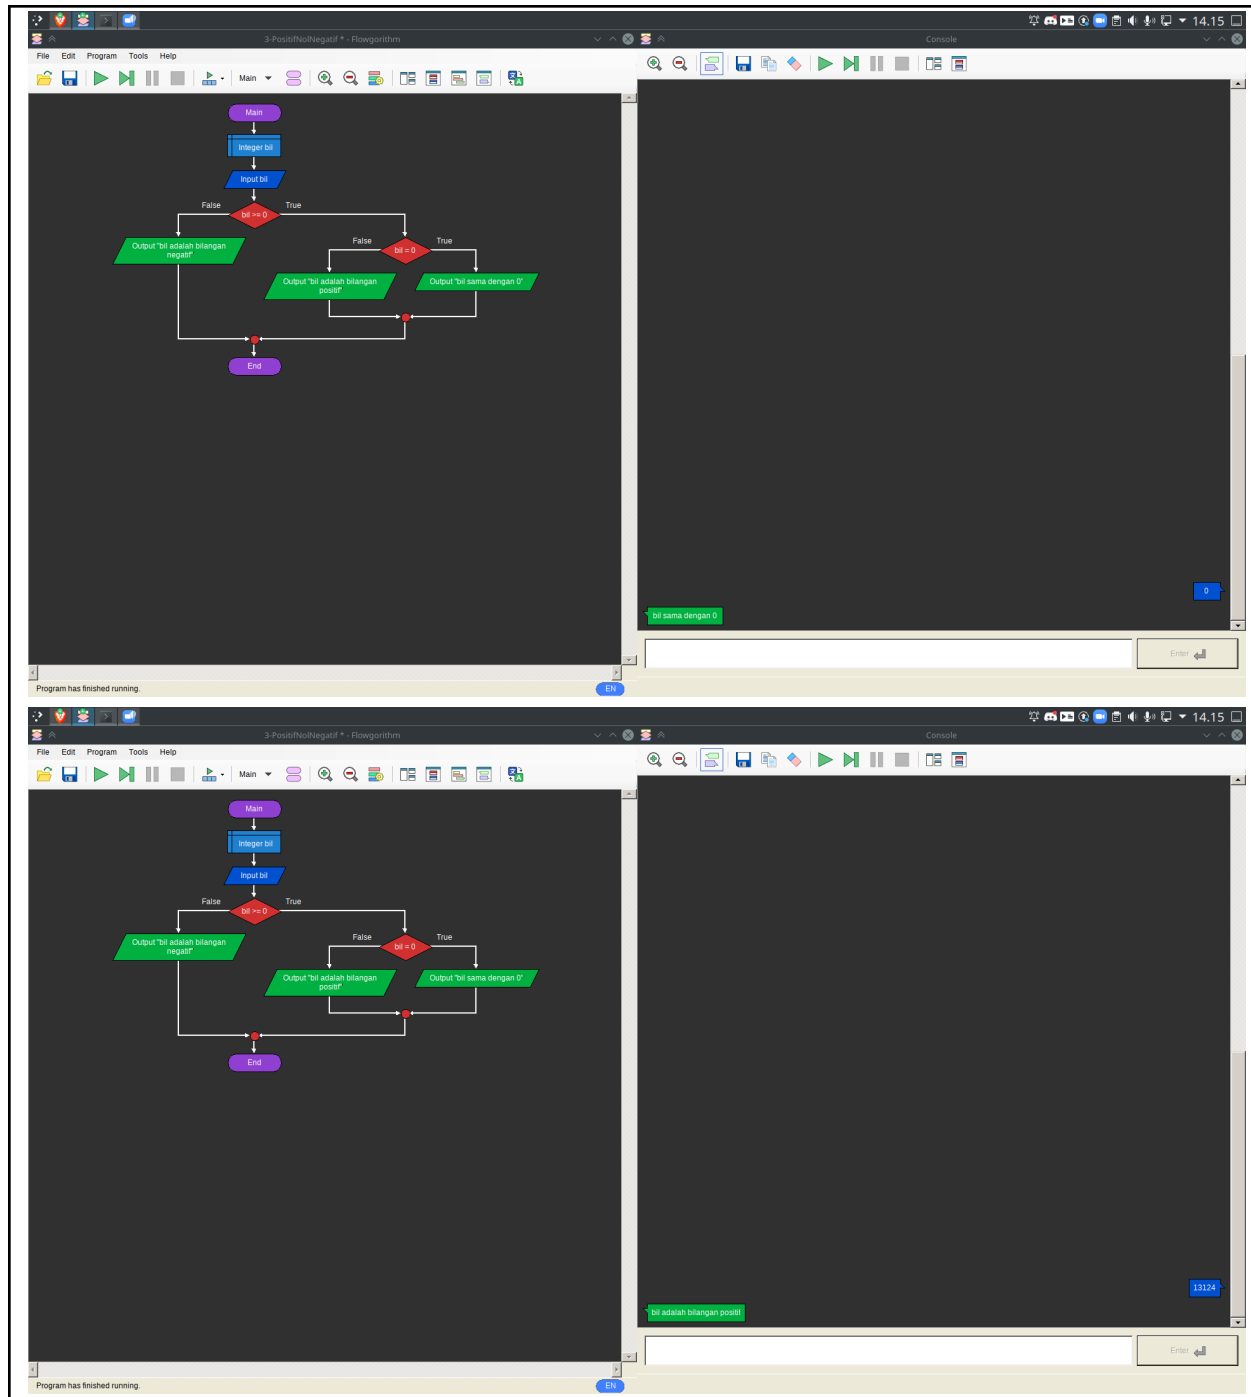 14.15
3-PositifNolNegatif * - Flowgorithm
File Edit Program Tools Help
Main
Main
Integer bil
Input bil
False
True
bil >= 0
Output "bil adalah bilangan
negatif"
False
True
bil = 0
Output "bil adalah bilangan
positif"
Output "bil sama dengan 0"
End
Program has finished running.
EN
Console
0
bil sama dengan 0
Enter
14.15
3-PositifNolNegatif * - Flowgorithm
File Edit Program Tools Help
Main
Main
Integer bil
Input bil
False
True
bil >= 0
Output "bil adalah bilangan
negatif"
False
True
bil = 0
Output "bil adalah bilangan
positif"
Output "bil sama dengan 0"
End
Program has finished running.
EN
Console
13124
bil adalah bilangan positif
Enter